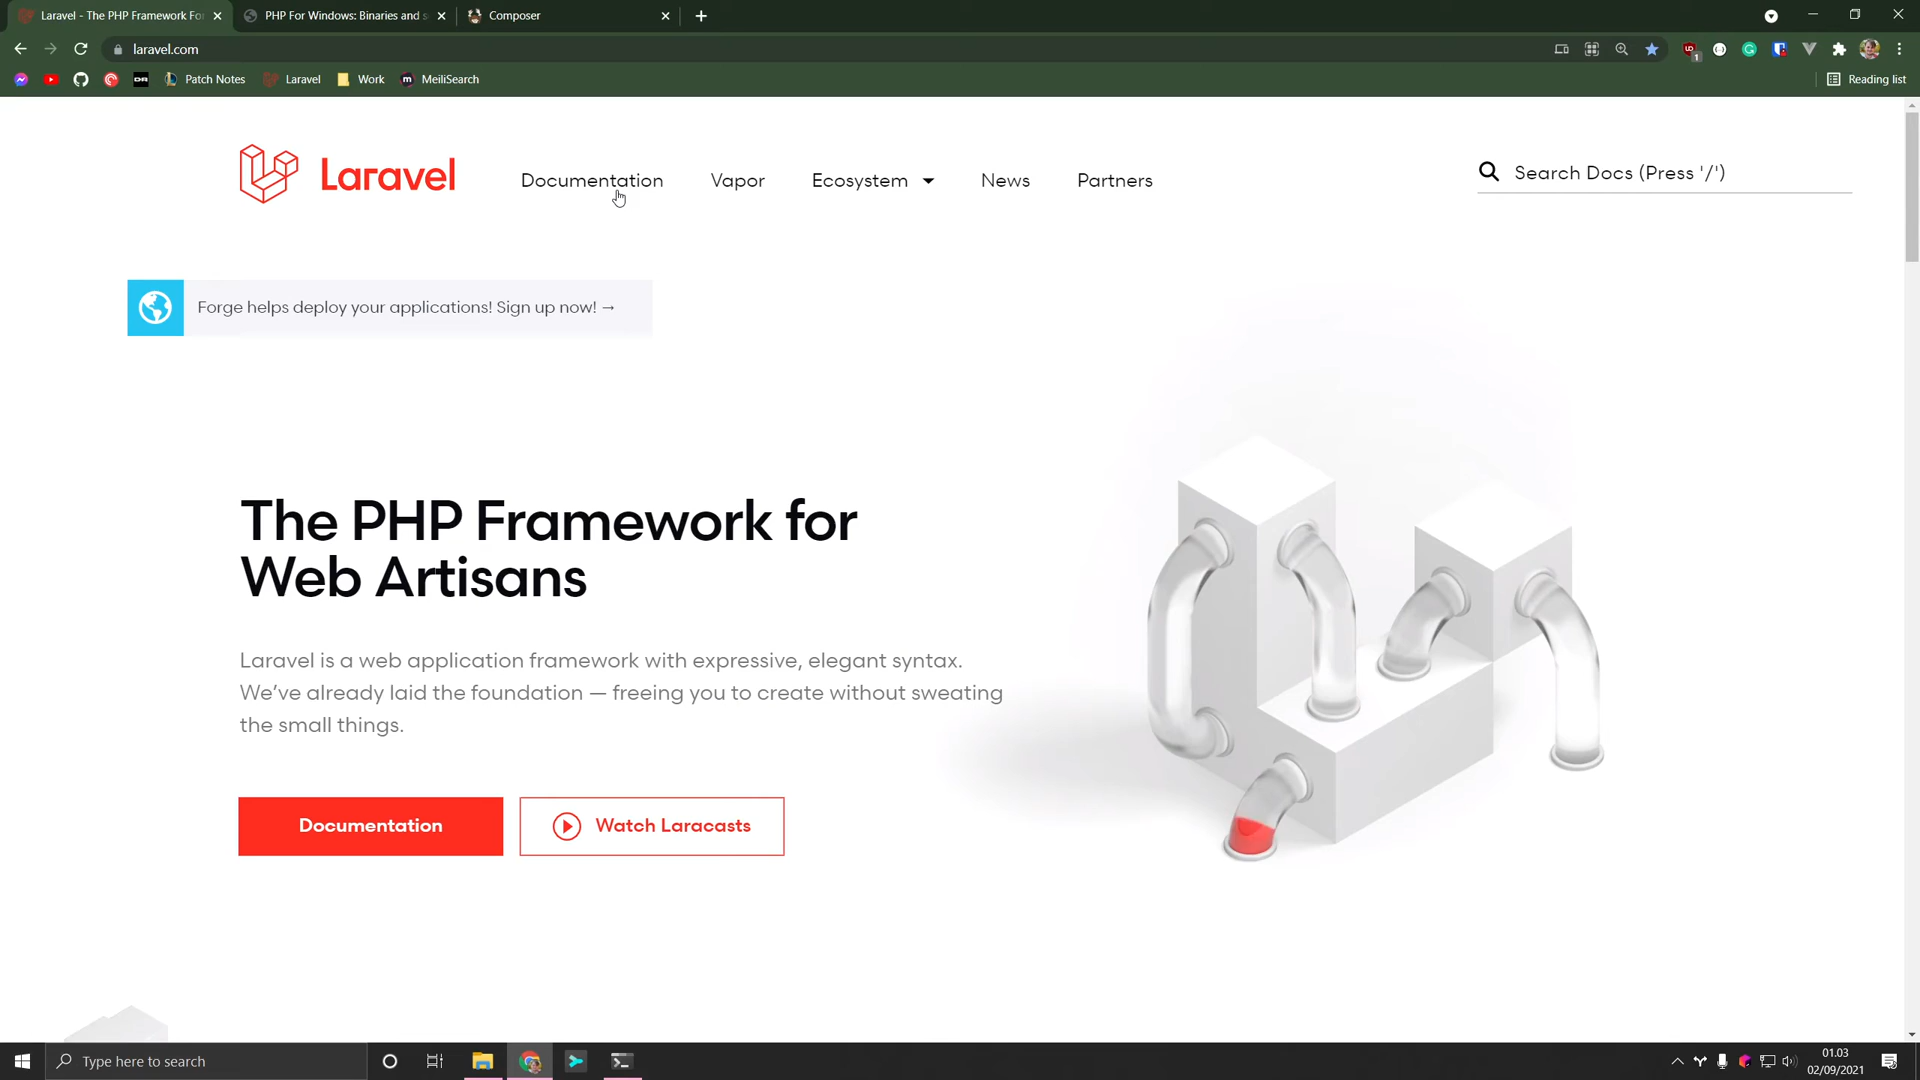 Laravel - The PHP Framework For
PHP For Windows: Binaries and s
Composer
laravel.com
Patch Notes
Laravel
Work
MeiliSearch
Reading list
Laravel
Documentation
Vapor
Ecosystem
News
Partners
Search Docs (Press '/')
Forge helps deploy your applications! Sign up now! →
The PHP Framework for
Web Artisans
Laravel is a web application framework with expressive, elegant syntax.
We've already laid the foundation — freeing you to create without sweating
the small things.
Documentation
Watch Laracasts
Type here to search
01.03
02/09/2021